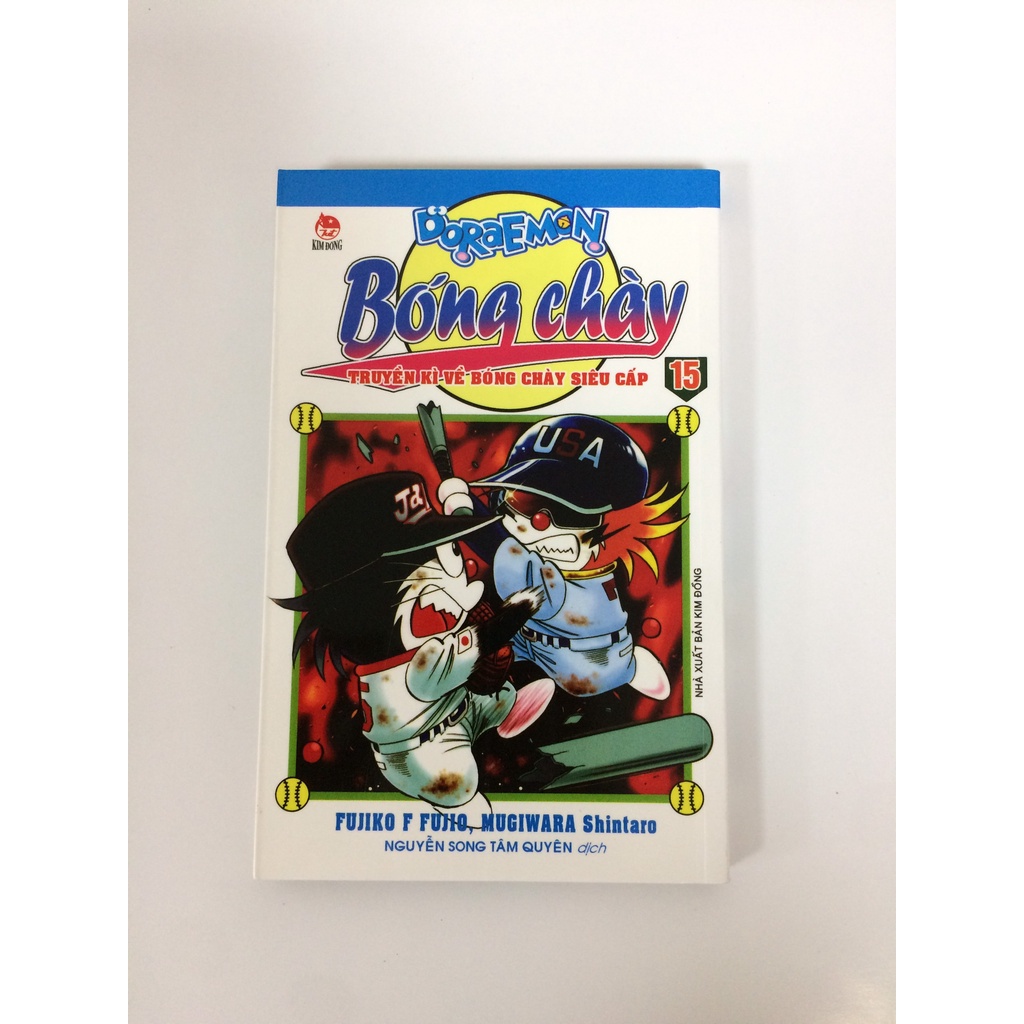 KIM ĐỒNG
DORAEMON
Bóng chày
TRUYỀN KÌ VỀ BÓNG CHÀY SIÊU CẤP 15
USA
Jd
NHÀ XUẤT BẢN KIM ĐỒNG
FUJIKO F FUJIO, MUGIWARA Shintaro
NGUYỄN SONG TÂM QUYÊN dịch